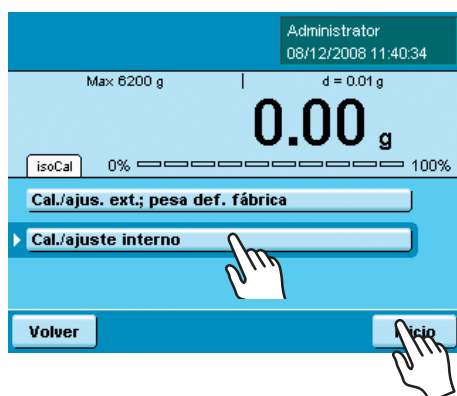 Administrator
08/12/2008 11:40:34
Max 6200 g | d = 0.01 g
0.00 g
isoCal 0% 100%
Cal./ajus. ext.; pesa def. fábrica
Cal./ajuste interno
Volver Inicio